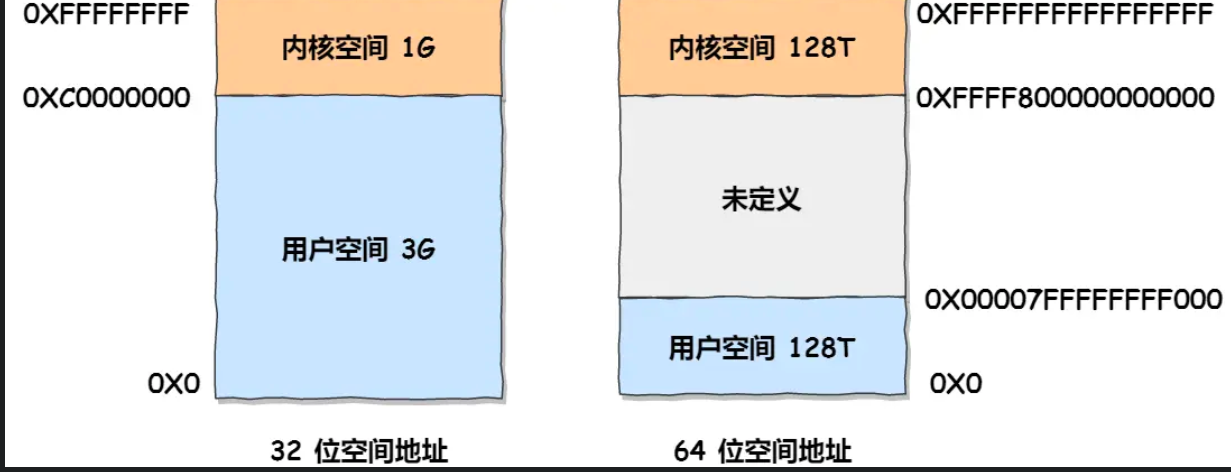 0XFFFFFFFF
内核空间 1G
0XC0000000
用户空间 3G
0X0
32 位空间地址
0XFFFFFFFFFFFFFFFF
内核空间 128T
0XFFFF800000000000
未定义
0X00007FFFFFFFF000
用户空间 128T
0X0
64 位空间地址